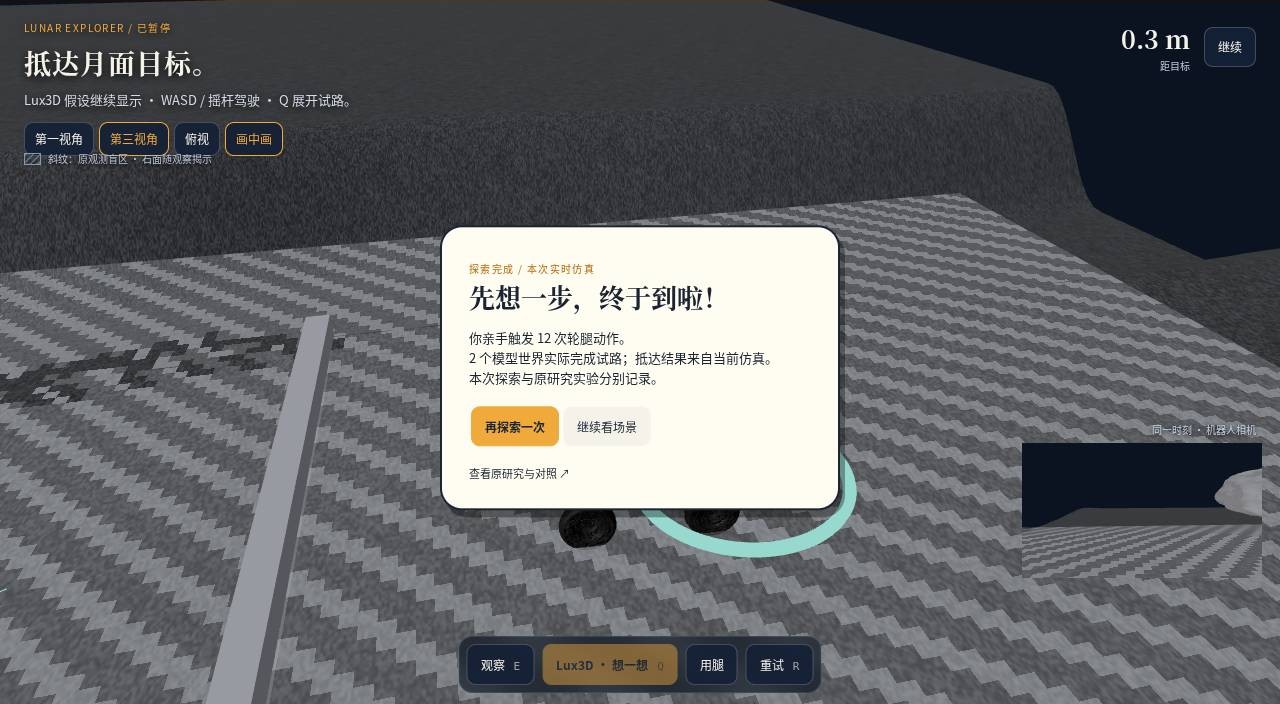 LUNAR EXPLORER / 已暂停
抵达月面目标。
Lux3D 假设继续显示 · WASD / 摇杆驾驶 · Q 展开试路。
第一视角
第三视角
俯视
画中画
斜纹：原观测盲区 · 石面随观察揭示
0.3 m
距目标
继续
探索完成 / 本次实时仿真
先想一步，终于到啦！
你亲手触发 12 次轮腿动作。
2 个模型世界实际完成试路；抵达结果来自当前仿真。
本次探索与原研究实验分别记录。
再探索一次
继续看场景
查看原研究与对照 ↗
同一时刻 · 机器人相机
观察 E
Lux3D · 想一想 Q
用腿
重试 R